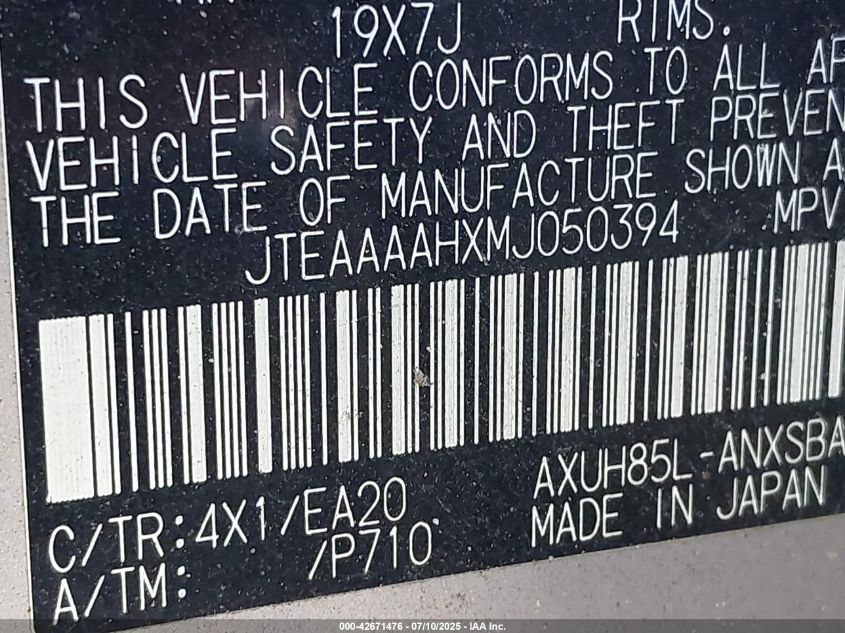 19X7J RIMS.
THIS VEHICLE CONFORMS TO ALL AP
VEHICLE SAFETY AND THEFT PREVEN
THE DATE OF MANUFACTURE SHOWN A
JTEAAAAHXMJ050394 MPV
C/TR:4X1/EA20 AXUH85L-ANXSBA
A/TM: /P710 MADE IN JAPAN
000-42671476 - 07/10/2025 - IAA Inc.